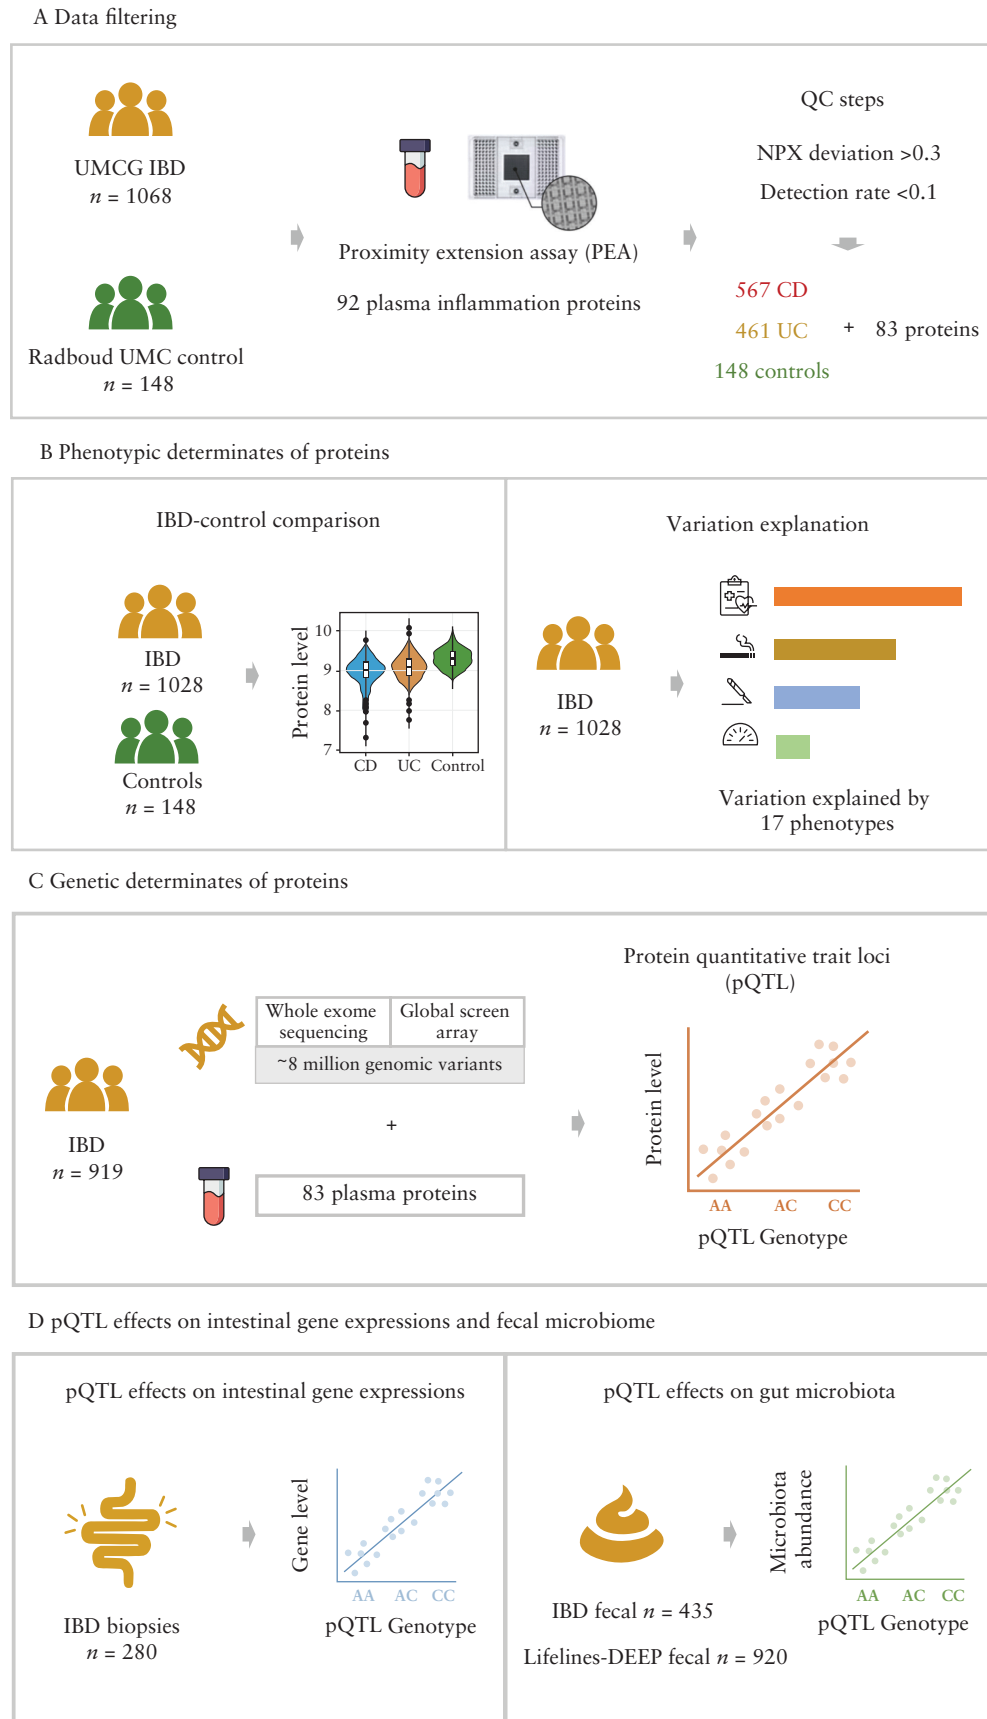 A Data filtering
UMCG IBD
n = 1068
Radboud UMC control
n = 148
Proximity extension assay (PEA)
92 plasma inflammation proteins
QC steps
NPX deviation >0.3
Detection rate <0.1
567 CD
461 UC + 83 proteins
148 controls
B Phenotypic determinates of proteins
IBD-control comparison
IBD
n = 1028
Controls
n = 148
Protein level
10
9
8
7
CD UC Control
Variation explanation
IBD
n = 1028
Variation explained by
17 phenotypes
C Genetic determinates of proteins
IBD
n = 919
Whole exome
sequencing
Global screen
array
~8 million genomic variants
+
83 plasma proteins
Protein quantitative trait loci
(pQTL)
Protein level
AA AC CC
pQTL Genotype
D pQTL effects on intestinal gene expressions and fecal microbiome
pQTL effects on intestinal gene expressions
IBD biopsies
n = 280
Gene level
AA AC CC
pQTL Genotype
pQTL effects on gut microbiota
IBD fecal n = 435
Lifelines-DEEP fecal n = 920
Microbiota
abundance
AA AC CC
pQTL Genotype